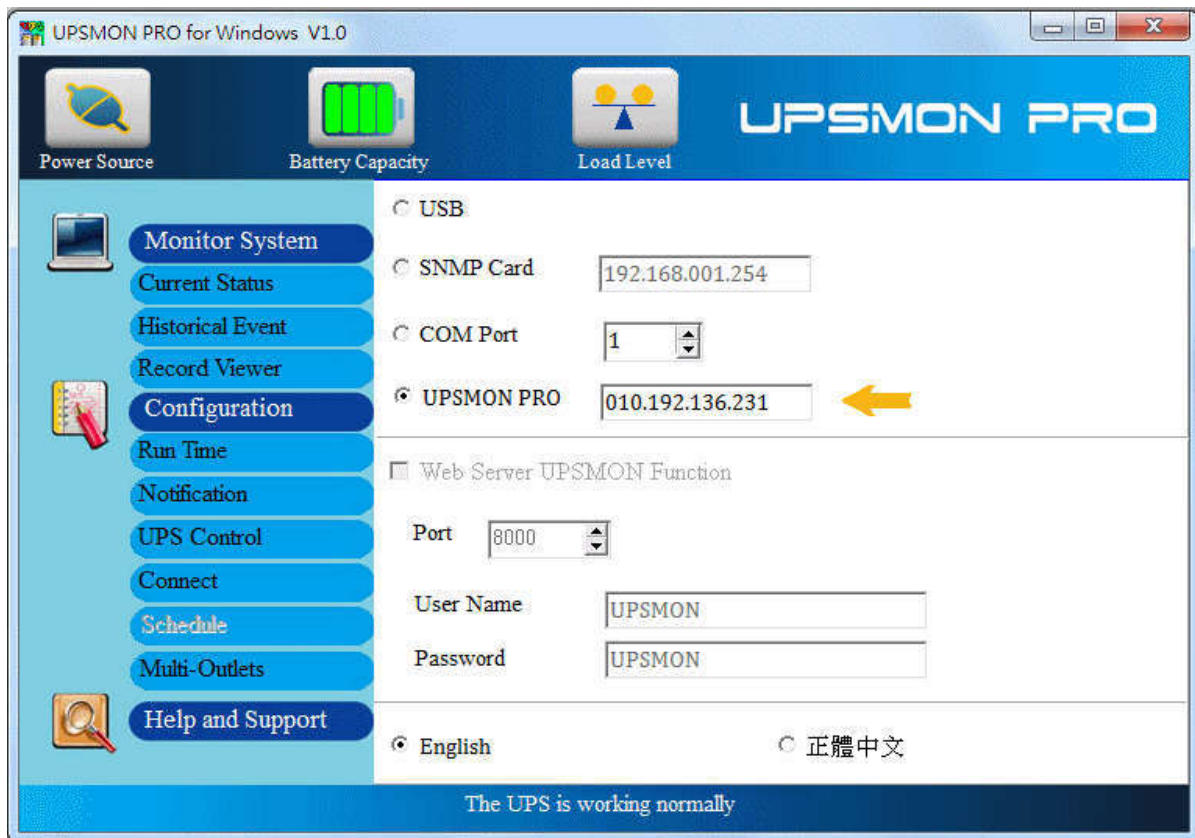 UPSMON PRO for Windows V1.0
UPSMON PRO
Power Source
Battery Capacity
Load Level
Monitor System
Current Status
Historical Event
Record Viewer
Configuration
Run Time
Notification
UPS Control
Connect
Schedule
Multi-Outlets
Help and Support
USB
SNMP Card 192.168.001.254
COM Port 1
UPSMON PRO 010.192.136.231
Web Server UPSMON Function
Port 8000
User Name UPSMON
Password UPSMON
English 正體中文
The UPS is working normally